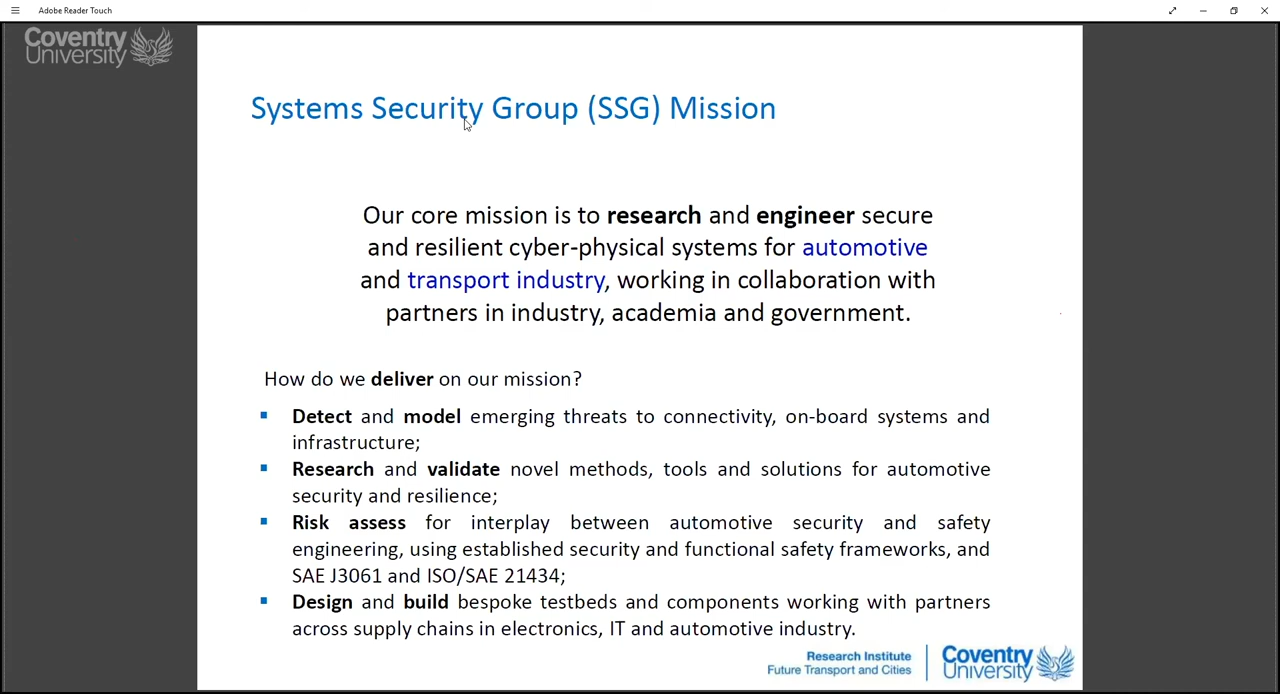 Adobe Reader Touch
Coventry
University
Systems Security Group (SSG) Mission
Our core mission is to research and engineer secure
and resilient cyber-physical systems for automotive
and transport industry, working in collaboration with
partners in industry, academia and government.
How do we deliver on our mission?
▪ Detect and model emerging threats to connectivity, on-board systems and
infrastructure;
▪ Research and validate novel methods, tools and solutions for automotive
security and resilience;
▪ Risk assess for interplay between automotive security and safety
engineering, using established security and functional safety frameworks, and
SAE J3061 and ISO/SAE 21434;
▪ Design and build bespoke testbeds and components working with partners
across supply chains in electronics, IT and automotive industry.
Research Institute
Future Transport and Cities
Coventry
University